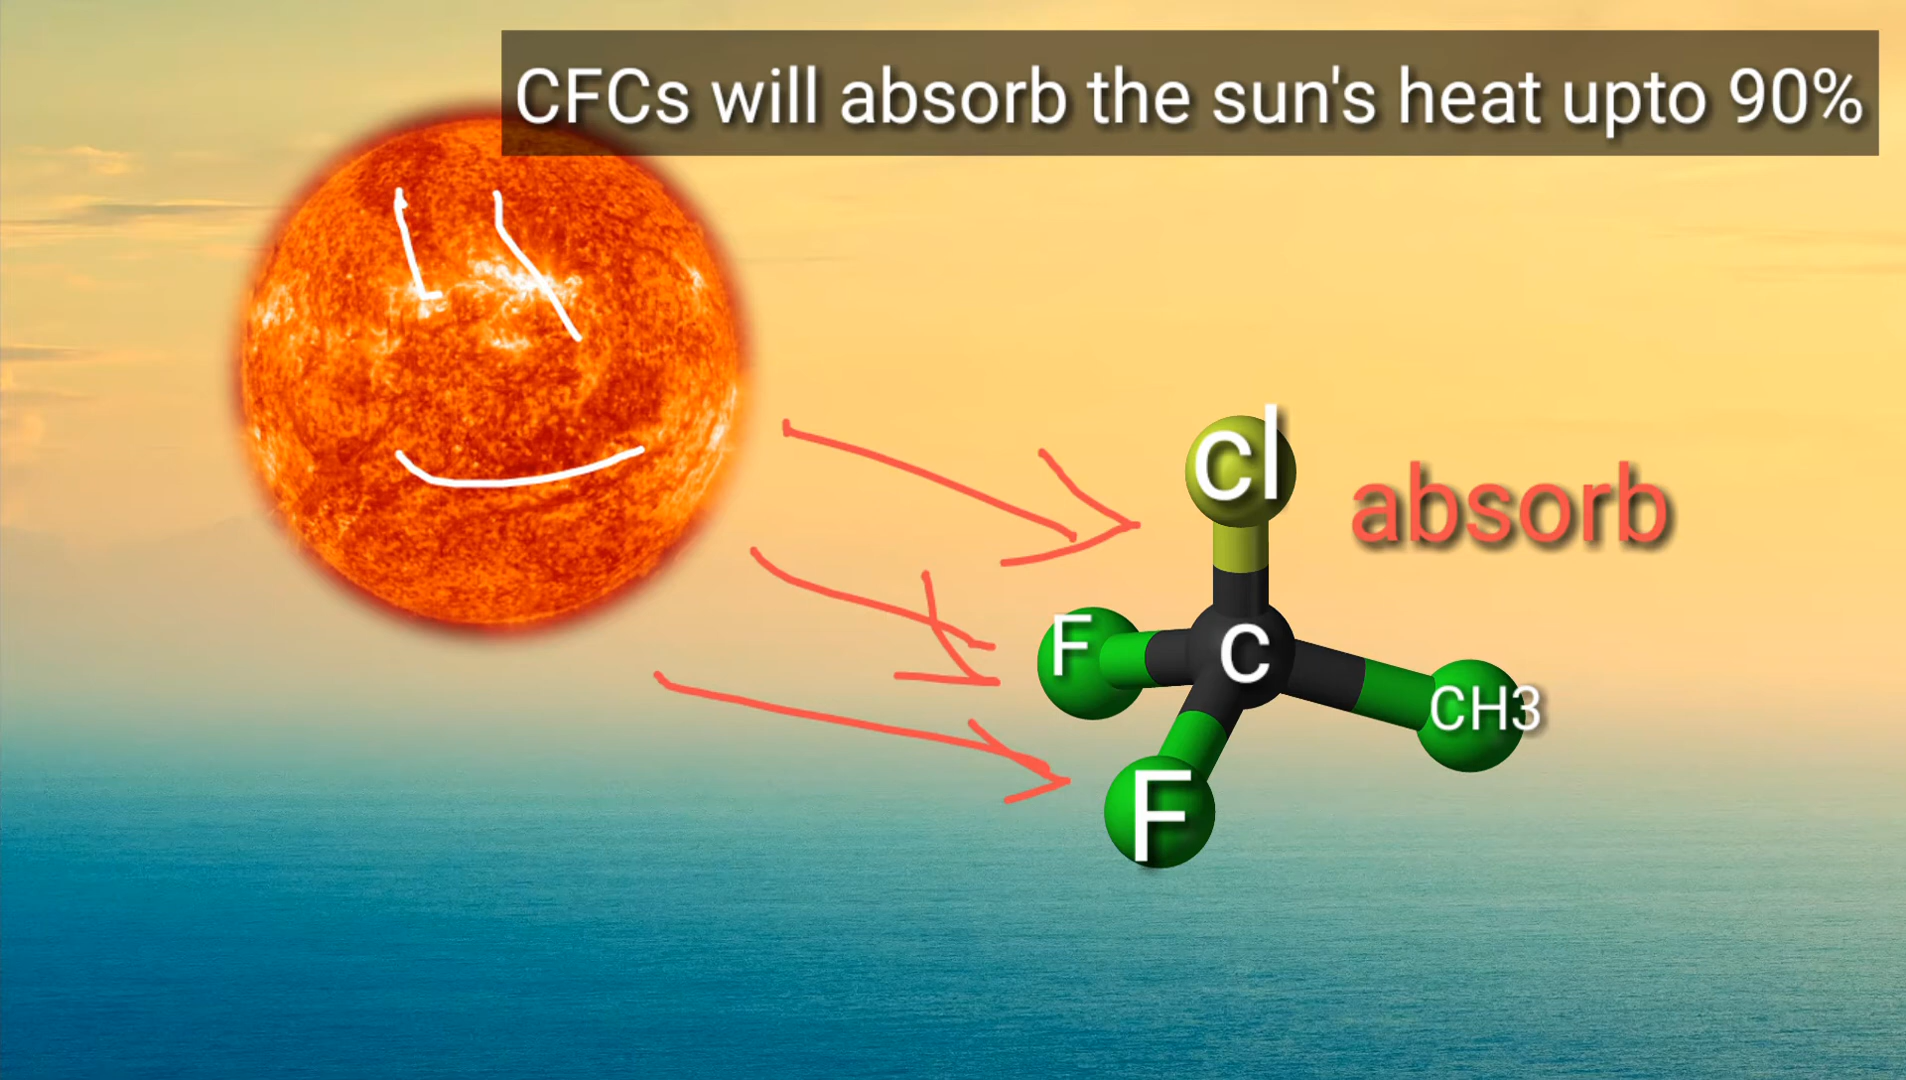 CFCs will absorb the sun's heat upto 90%
cl
absorb
F
C
CH3
F